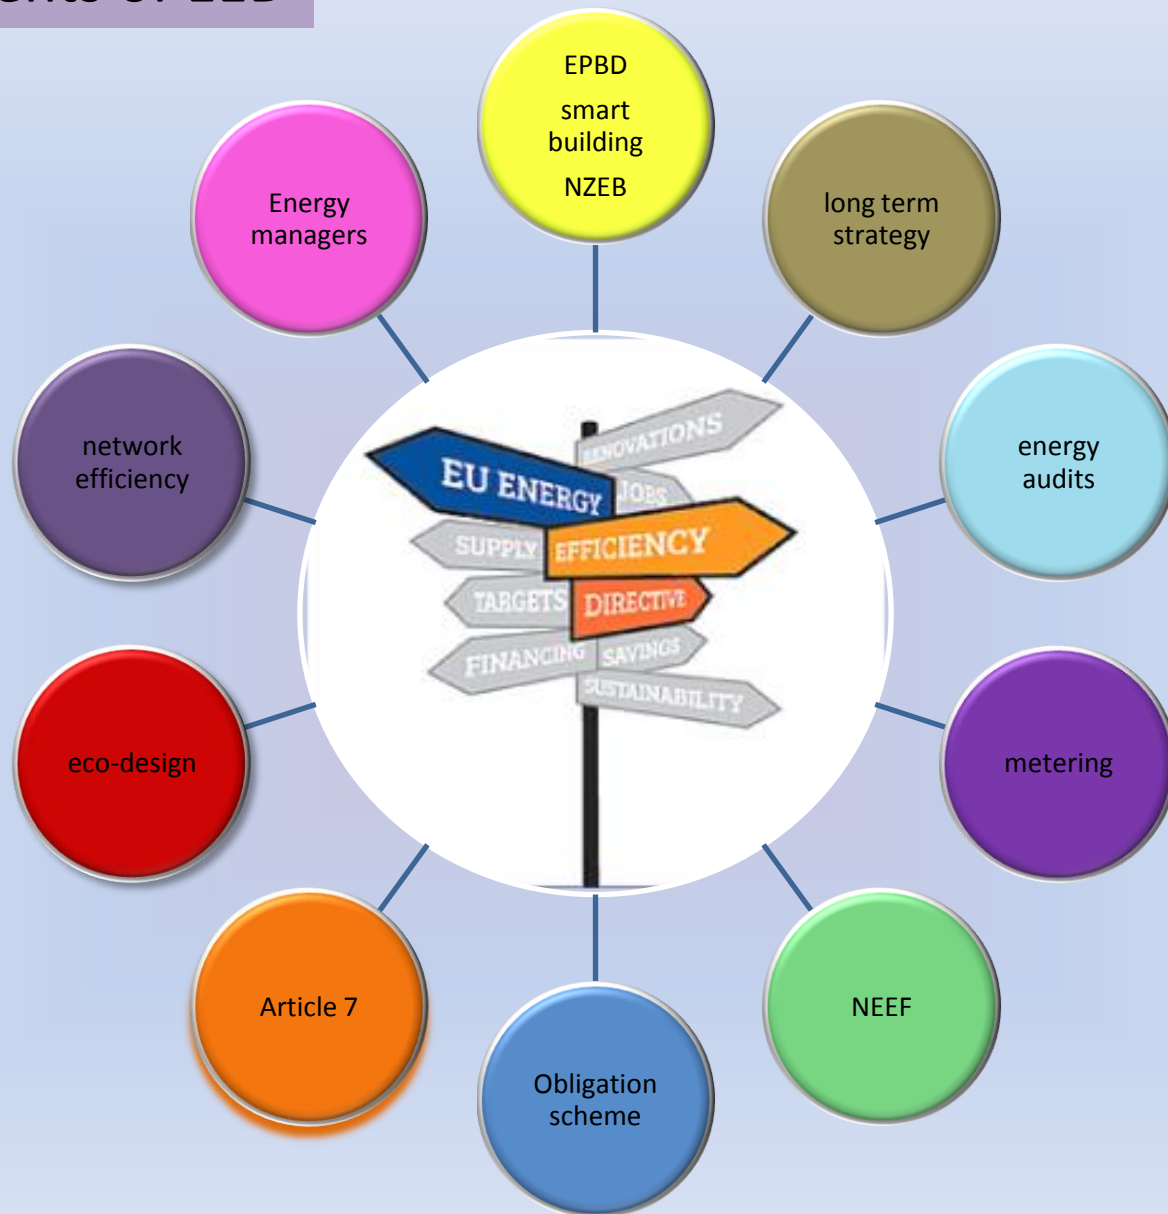 EPBD
smart
building
NZEB
Energy
managers
long term
strategy
network
efficiency
energy
audits
RENOVATIONS
EU ENERGY
JOBS
SUPPLY
EFFICIENCY
TARGETS
DIRECTIVE
FINANCING
SAVINGS
SUSTAINABILITY
eco-design
metering
Article 7
NEEF
Obligation
scheme